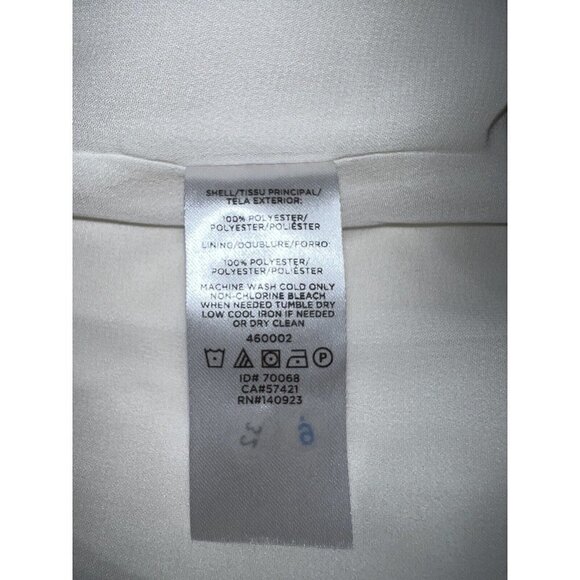 SHELL/TISSU PRINCIPAL/
TELA EXTERIOR:
100% POLYESTER/
POLYESTER/POLIÉSTER
LINING/DOUBLURE/FORRO
100% POLYESTER/
POLYESTER/POLIÉSTER
MACHINE WASH COLD ONLY
NON-CHLORINE BLEACH
WHEN NEEDED TUMBLE DRY
LOW COOL IRON IF NEEDED
OR DRY CLEAN
460002
P
ID# 70068
CA#57421
RN#140923